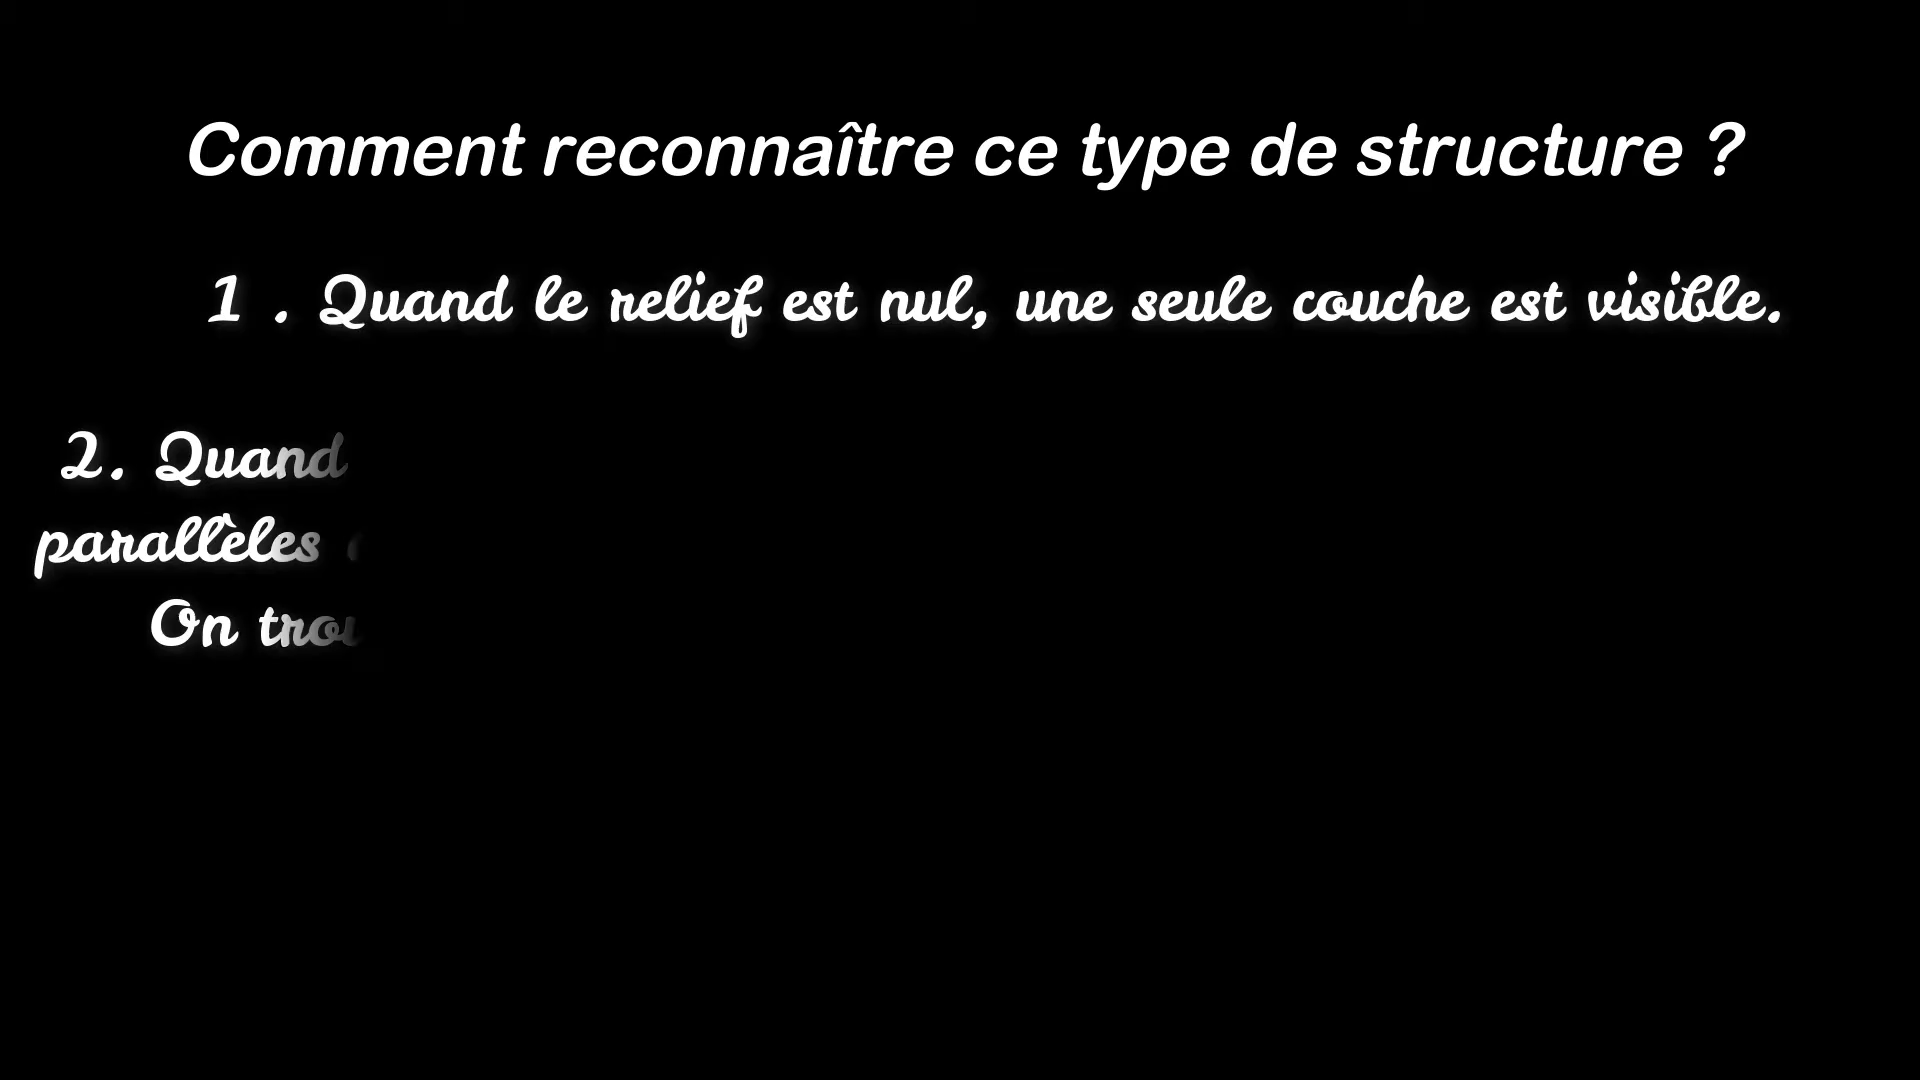 Comment reconnaître ce type de structure ?
1 . Quand le relief est nul, une seule couche est visible.
2. Quand
parallèles
On